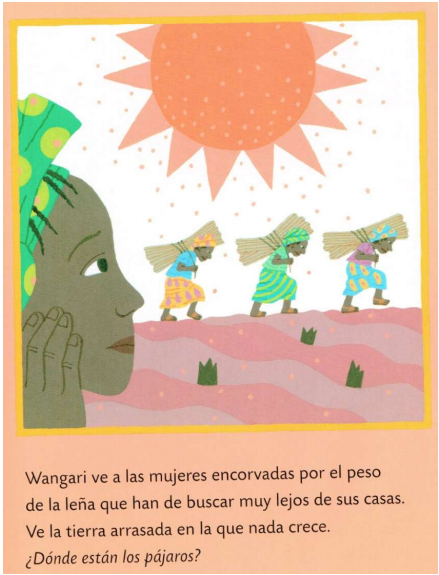 Wangari ve a las mujeres encorvadas por el peso
de la leña que han de buscar muy lejos de sus casas.
Ve la tierra arrasada en la que nada crece.
¿Dónde están los pájaros?